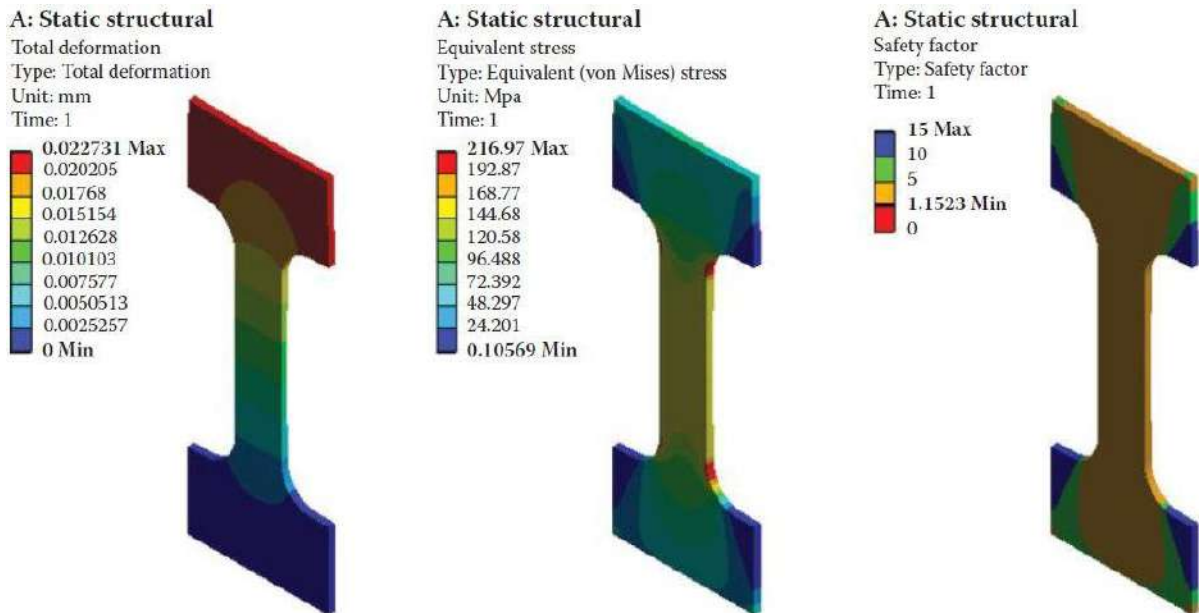 A: Static structural
Total deformation
Type: Total deformation
Unit: mm
Time: 1
0.022731 Max
0.020205
0.01768
0.015154
0.012628
0.010103
0.007577
0.0050513
0.0025257
0 Min
A: Static structural
Equivalent stress
Type: Equivalent (von Mises) stress
Unit: Mpa
Time: 1
216.97 Max
192.87
168.77
144.68
120.58
96.488
72.392
48.297
24.201
0.10569 Min
A: Static structural
Safety factor
Type: Safety factor
Time: 1
15 Max
10
5
1.1523 Min
0